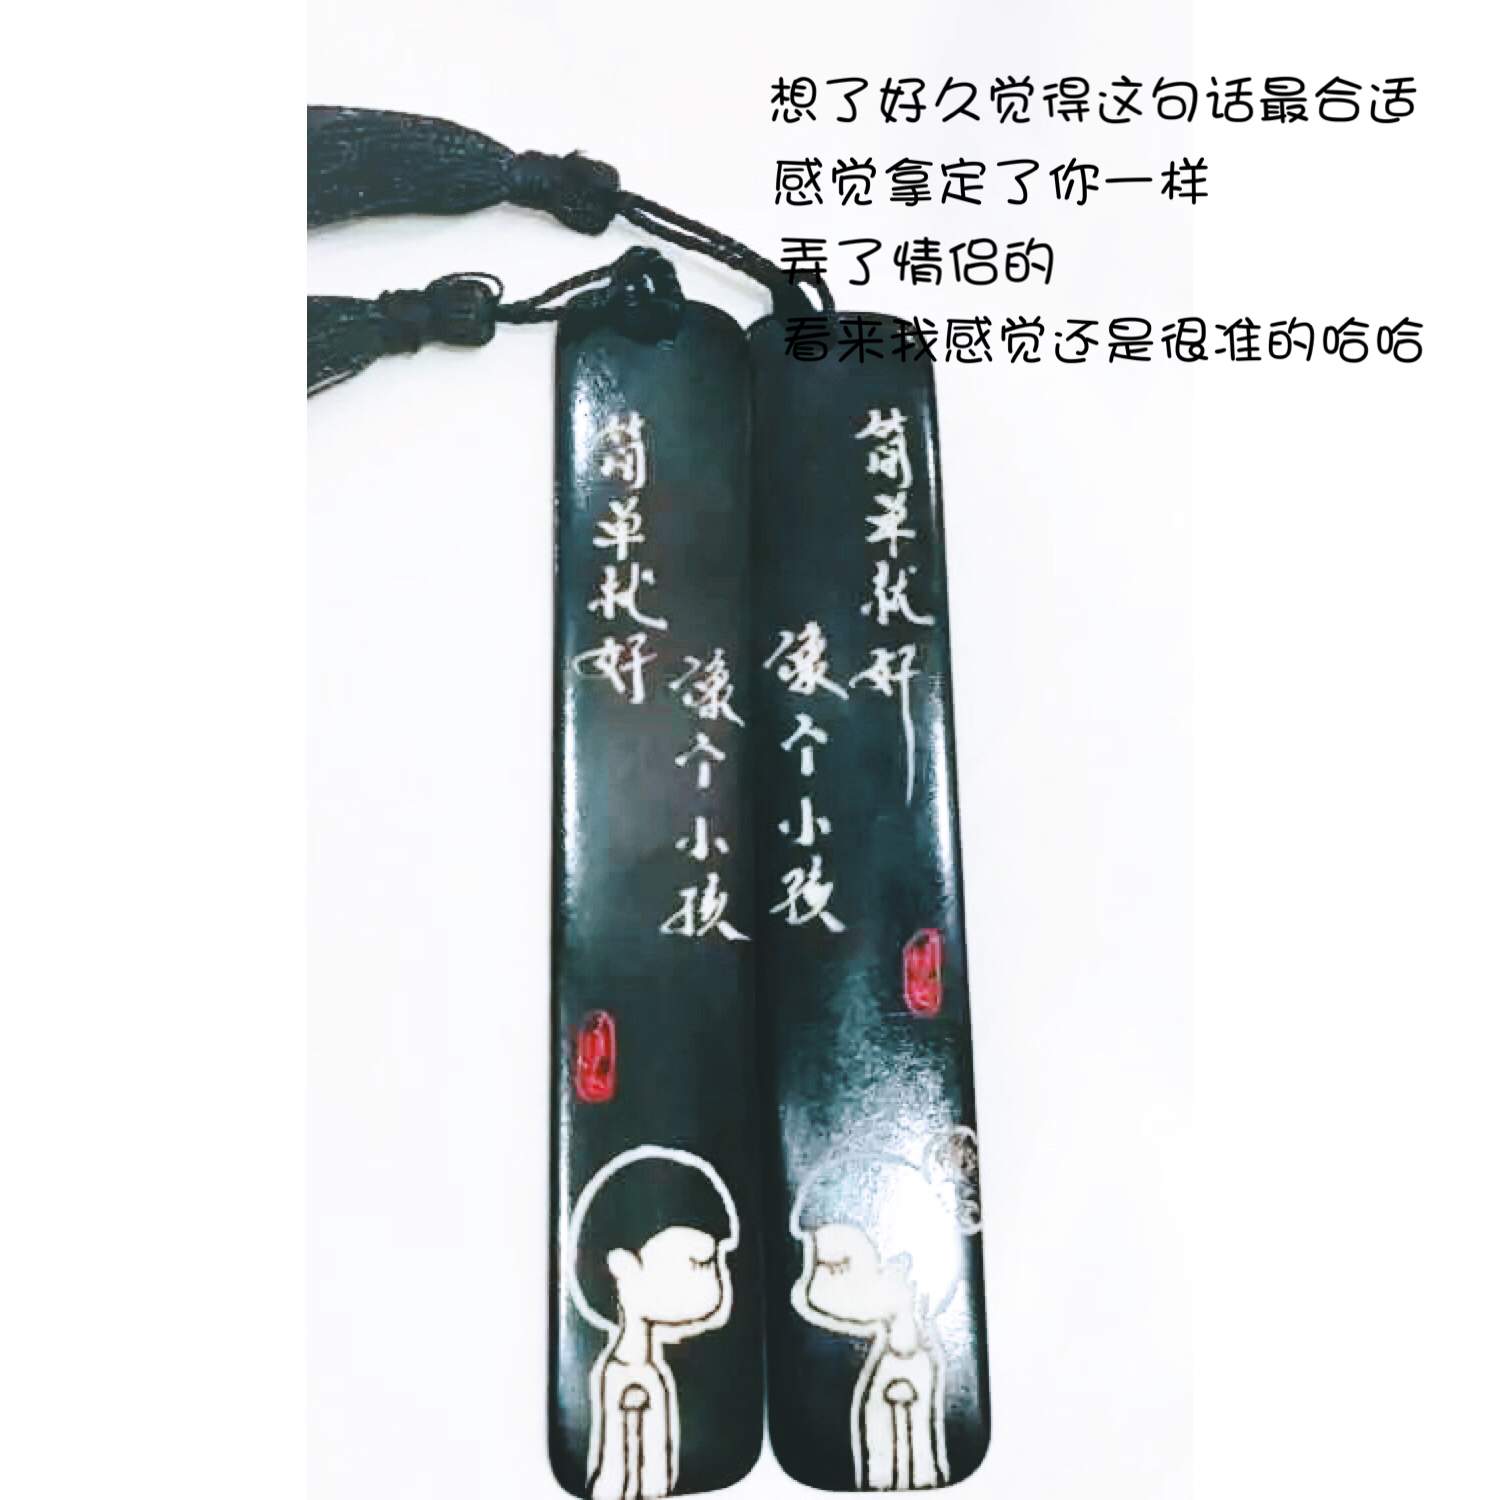 想了好久觉得这句话最合适
感觉拿定了你一样
弄了情侣的
看来我感觉还是很准的哈哈
简单就好
像个小孩
简单就好
像个小孩